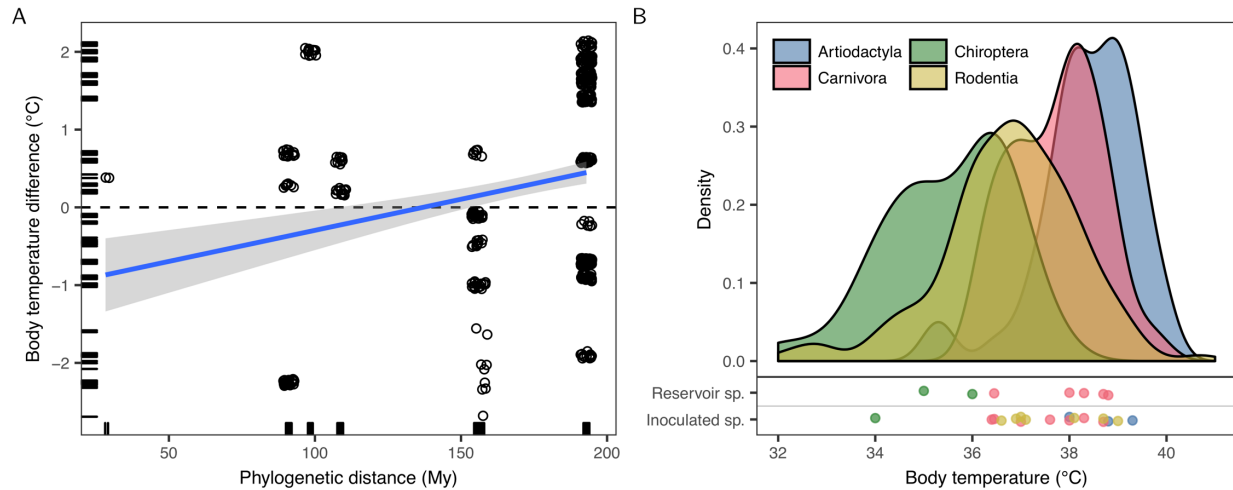 A
Body temperature difference (°C)
2
1
0
−1
−2
50
100
150
200
Phylogenetic distance (My)
B
Artiodactyla
Chiroptera
Carnivora
Rodentia
Density
0.4
0.3
0.2
0.1
0.0
Reservoir sp.
Inoculated sp.
32
34
36
38
40
Body temperature (°C)